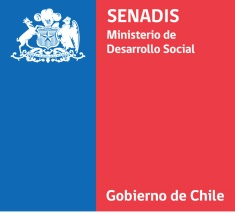 SENADIS
Ministerio de
Desarrollo Social
Gobierno de Chile